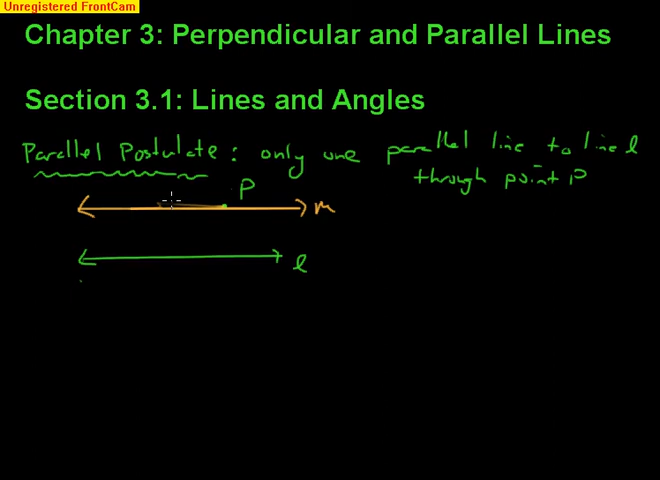 Unregistered FrontCam
Chapter 3: Perpendicular and Parallel Lines
Section 3.1: Lines and Angles
Parallel Postulate: only one parallel line to line l
through point P
P
m
l